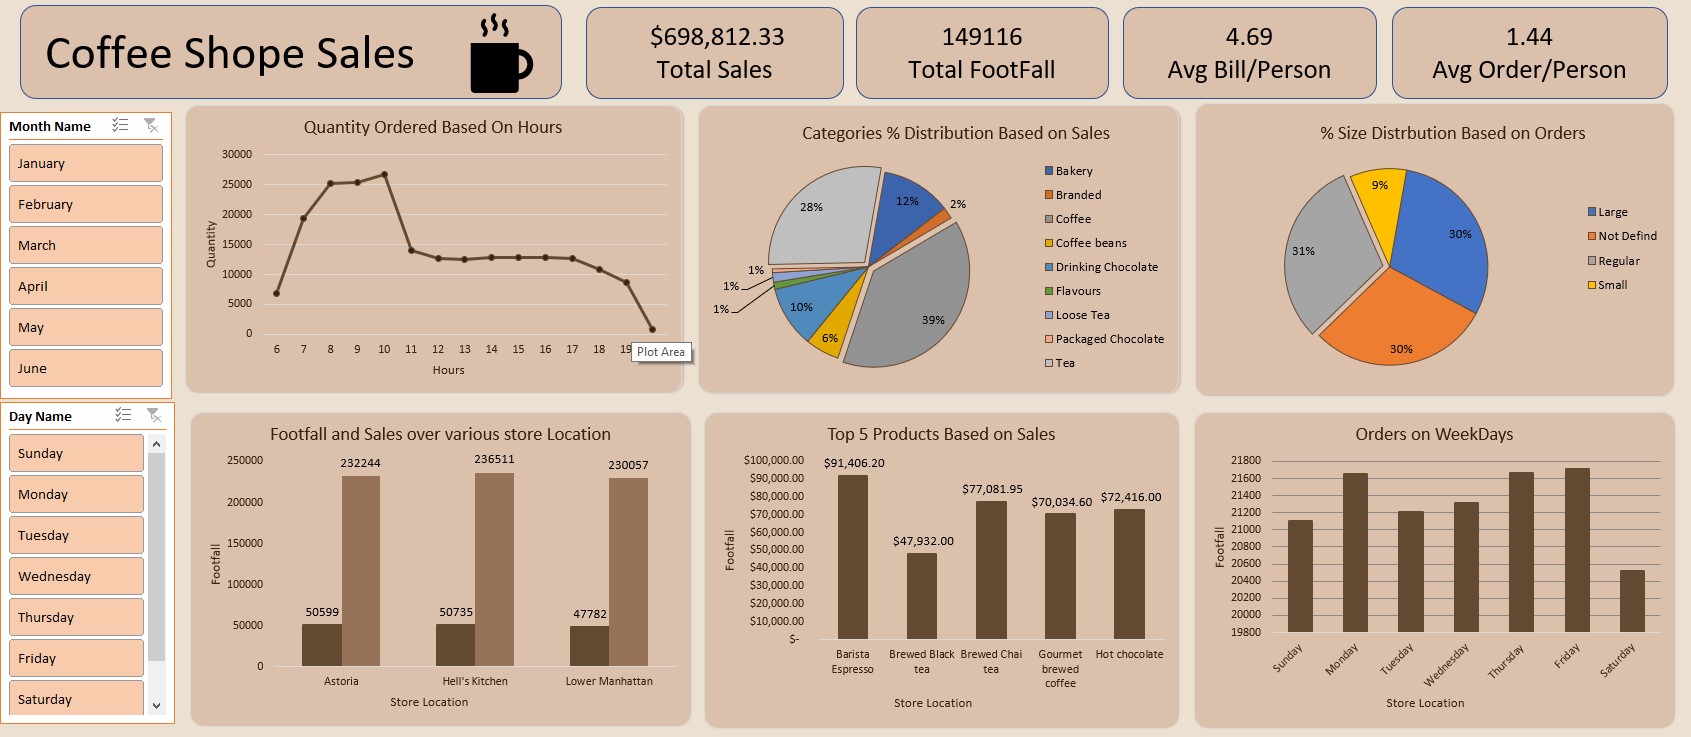 Coffee Shope Sales
$698,812.33
Total Sales
149116
Total FootFall
4.69
Avg Bill/Person
1.44
Avg Order/Person
Month Name
January
February
March
April
May
June
Day Name
Sunday
Monday
Tuesday
Wednesday
Thursday
Friday
Saturday
Quantity Ordered Based On Hours
30000
25000
20000
15000
10000
5000
0
Quantity
6 7 8 9 10 11 12 13 14 15 16 17 18 19
Hours
Plot Area
Categories % Distribution Based on Sales
28%
12%
2%
39%
6%
10%
1%
1%
1%
Bakery
Branded
Coffee
Coffee beans
Drinking Chocolate
Flavours
Loose Tea
Packaged Chocolate
Tea
% Size Distrbution Based on Orders
9%
30%
31%
30%
Large
Not Defind
Regular
Small
Footfall and Sales over various store Location
250000
200000
150000
100000
50000
0
Footfall
232244
236511
230057
50599
50735
47782
Astoria Hell's Kitchen Lower Manhattan
Store Location
Top 5 Products Based on Sales
$100,000.00
$90,000.00
$80,000.00
$70,000.00
$60,000.00
$50,000.00
$40,000.00
$30,000.00
$20,000.00
$10,000.00
$-
Footfall
$91,406.20
$47,932.00
$77,081.95
$70,034.60
$72,416.00
Barista
Espresso
Brewed Black
tea
Brewed Chai
tea
Gourmet
brewed
coffee
Hot chocolate
Store Location
Orders on WeekDays
21800
21600
21400
21200
21000
20800
20600
20400
20200
20000
19800
Footfall
Sunday
Monday
Tuesday
Wednesday
Thursday
Friday
Saturday
Store Location